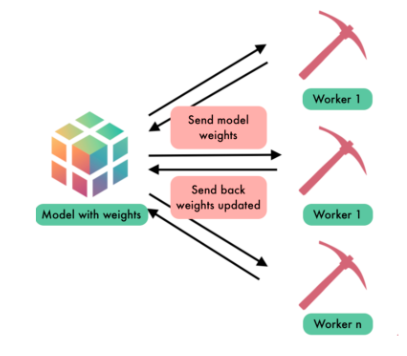 Worker 1
Send model
weights
Worker 1
Send back
weights updated
Model with weights
Worker n